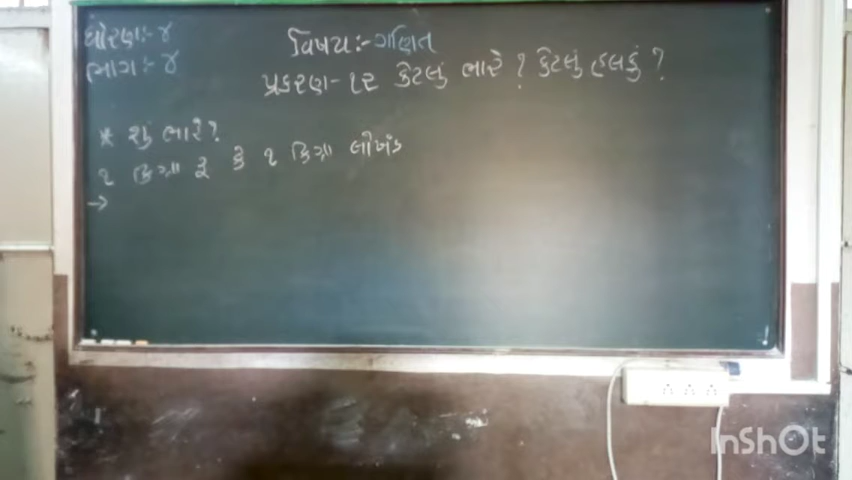 ધોરણ:- ૪
વિષય:- ગણિત
ભાગ:- ૪
પ્રકરણ-૧૨ કેટલું ભારે ? કેટલું હલકું ?
* શું ભારે ?
૧ કિગ્રા રૂ કે ૧ કિગ્રા લોખંડ
→
InShOt